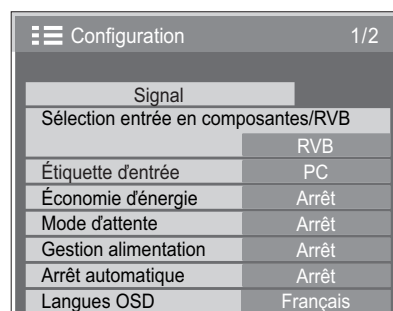 Configuration 1/2
Signal
Sélection entrée en composantes/RVB
RVB
Étiquette d'entrée PC
Économie d'énergie Arrêt
Mode d'attente Arrêt
Gestion alimentation Arrêt
Arrêt automatique Arrêt
Langues OSD Français